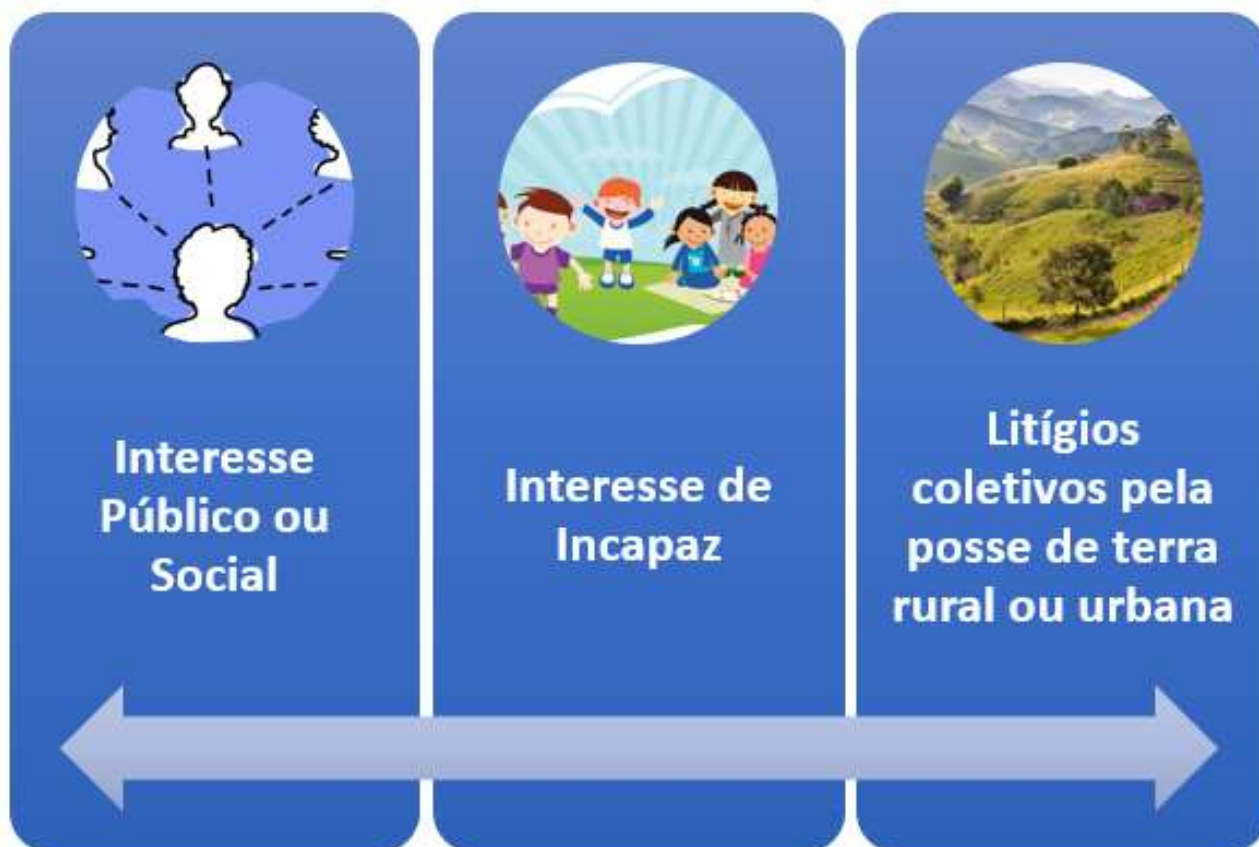 Interesse
Público ou
Social
Interesse de
Incapaz
Litígios
coletivos pela
posse de terra
rural ou urbana